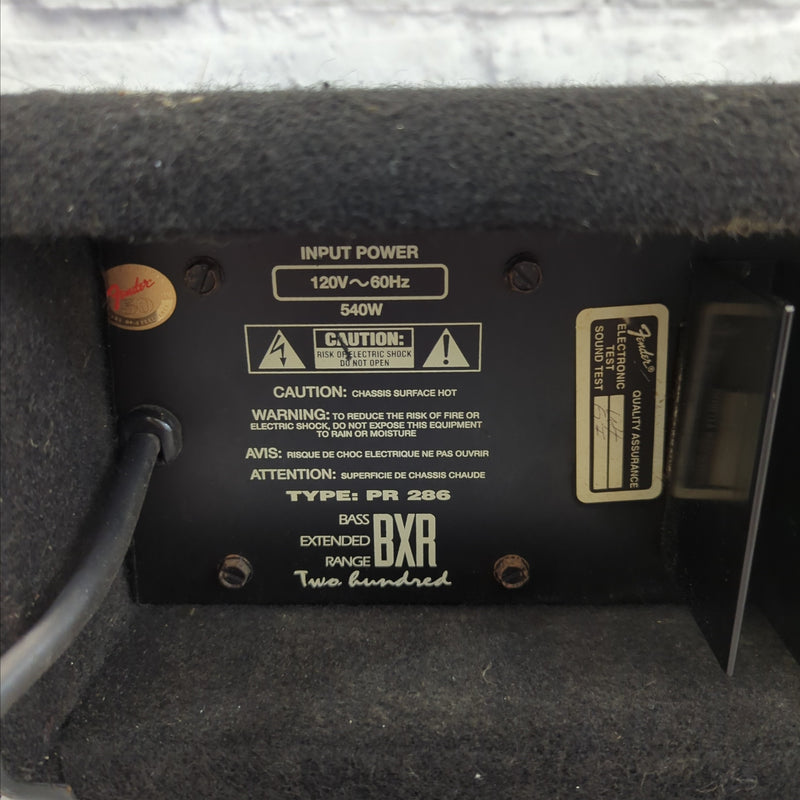 INPUT POWER
120V～60Hz
540W
CAUTION:
RISK OF ELECTRIC SHOCK
DO NOT OPEN
CAUTION: CHASSIS SURFACE HOT
WARNING: TO REDUCE THE RISK OF FIRE OR
ELECTRIC SHOCK, DO NOT EXPOSE THIS EQUIPMENT
TO RAIN OR MOISTURE
AVIS: RISQUE DE CHOC ELECTRIQUE NE PAS OUVRIR
ATTENTION: SUPERFICIE DE CHASSIS CHAUDE
TYPE: PR 286
BASS
EXTENDED
RANGE
BXR
Two hundred
Fender
50
Fender®
QUALITY ASSURANCE
ELECTRONIC
TEST
SOUND TEST